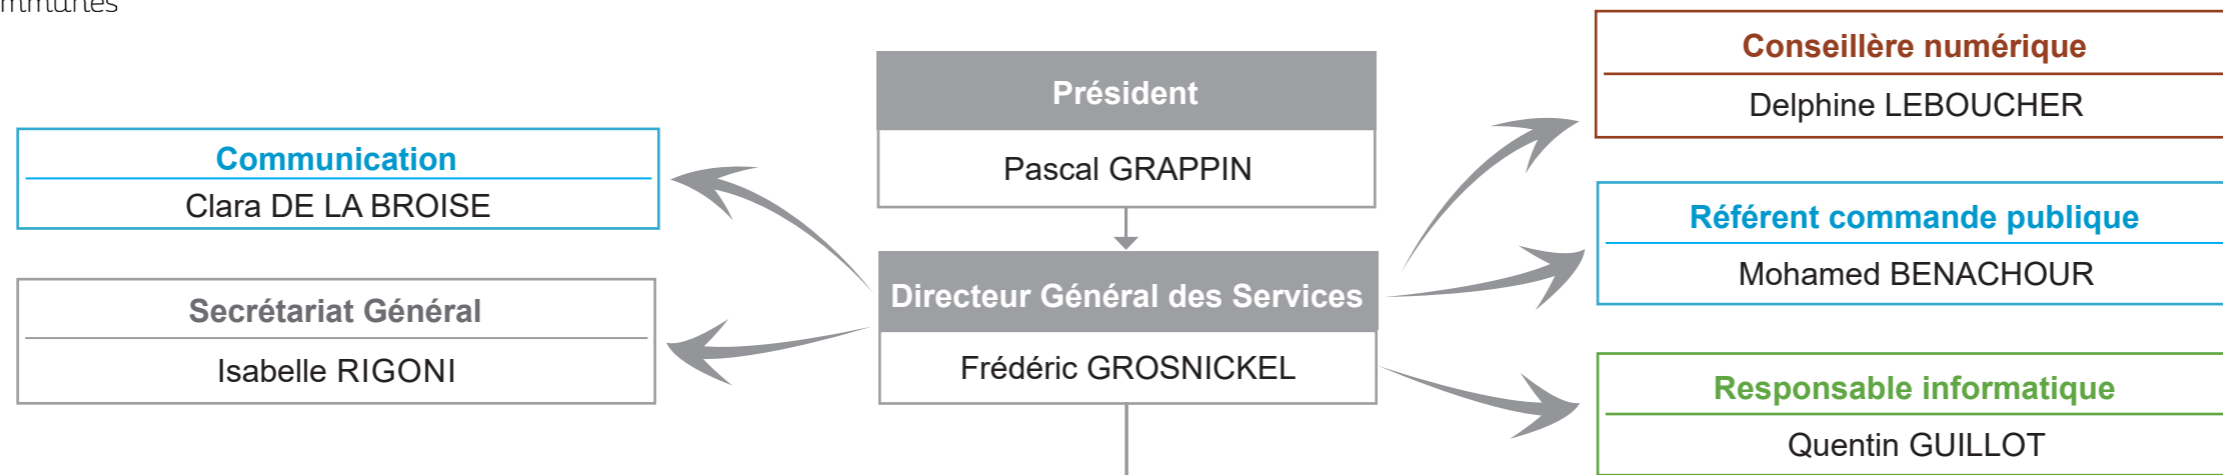 Conseillère numérique
Delphine LEBOUCHER
Président
Pascal GRAPPIN
Communication
Clara DE LA BROISE
Référent commande publique
Mohamed BENACHOUR
Directeur Général des Services
Frédéric GROSNICKEL
Secrétariat Général
Isabelle RIGONI
Responsable informatique
Quentin GUILLOT